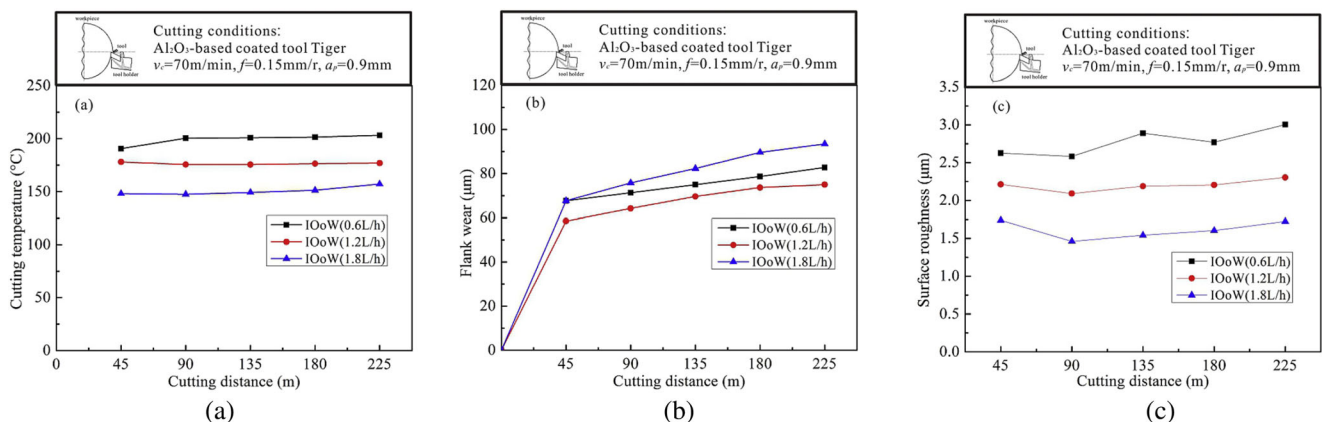 (a)
workpiece
tool
tool holder
Cutting conditions:
Al₂O₃-based coated tool Tiger
vc=70m/min, f=0.15mm/r, ap=0.9mm
(a)
250
200
150
100
50
0
Cutting temperature (°C)
IOoW(0.6L/h)
IOoW(1.2L/h)
IOoW(1.8L/h)
0 45 90 135 180 225
Cutting distance (m)
(a)
(b)
workpiece
tool
tool holder
Cutting conditions:
Al₂O₃-based coated tool Tiger
vc=70m/min, f=0.15mm/r, ap=0.9mm
(b)
120
100
80
60
40
20
0
Flank wear (μm)
IOoW(0.6L/h)
IOoW(1.2L/h)
IOoW(1.8L/h)
45 90 135 180 225
Cutting distance (m)
(b)
(c)
workpiece
tool
tool holder
Cutting conditions:
Al₂O₃-based coated tool Tiger
vc=70m/min, f=0.15mm/r, ap=0.9mm
(c)
3.5
3.0
2.5
2.0
1.5
1.0
0.5
0.0
Surface roughness (μm)
IOoW(0.6L/h)
IOoW(1.2L/h)
IOoW(1.8L/h)
45 90 135 180 225
Cutting distance (m)
(c)